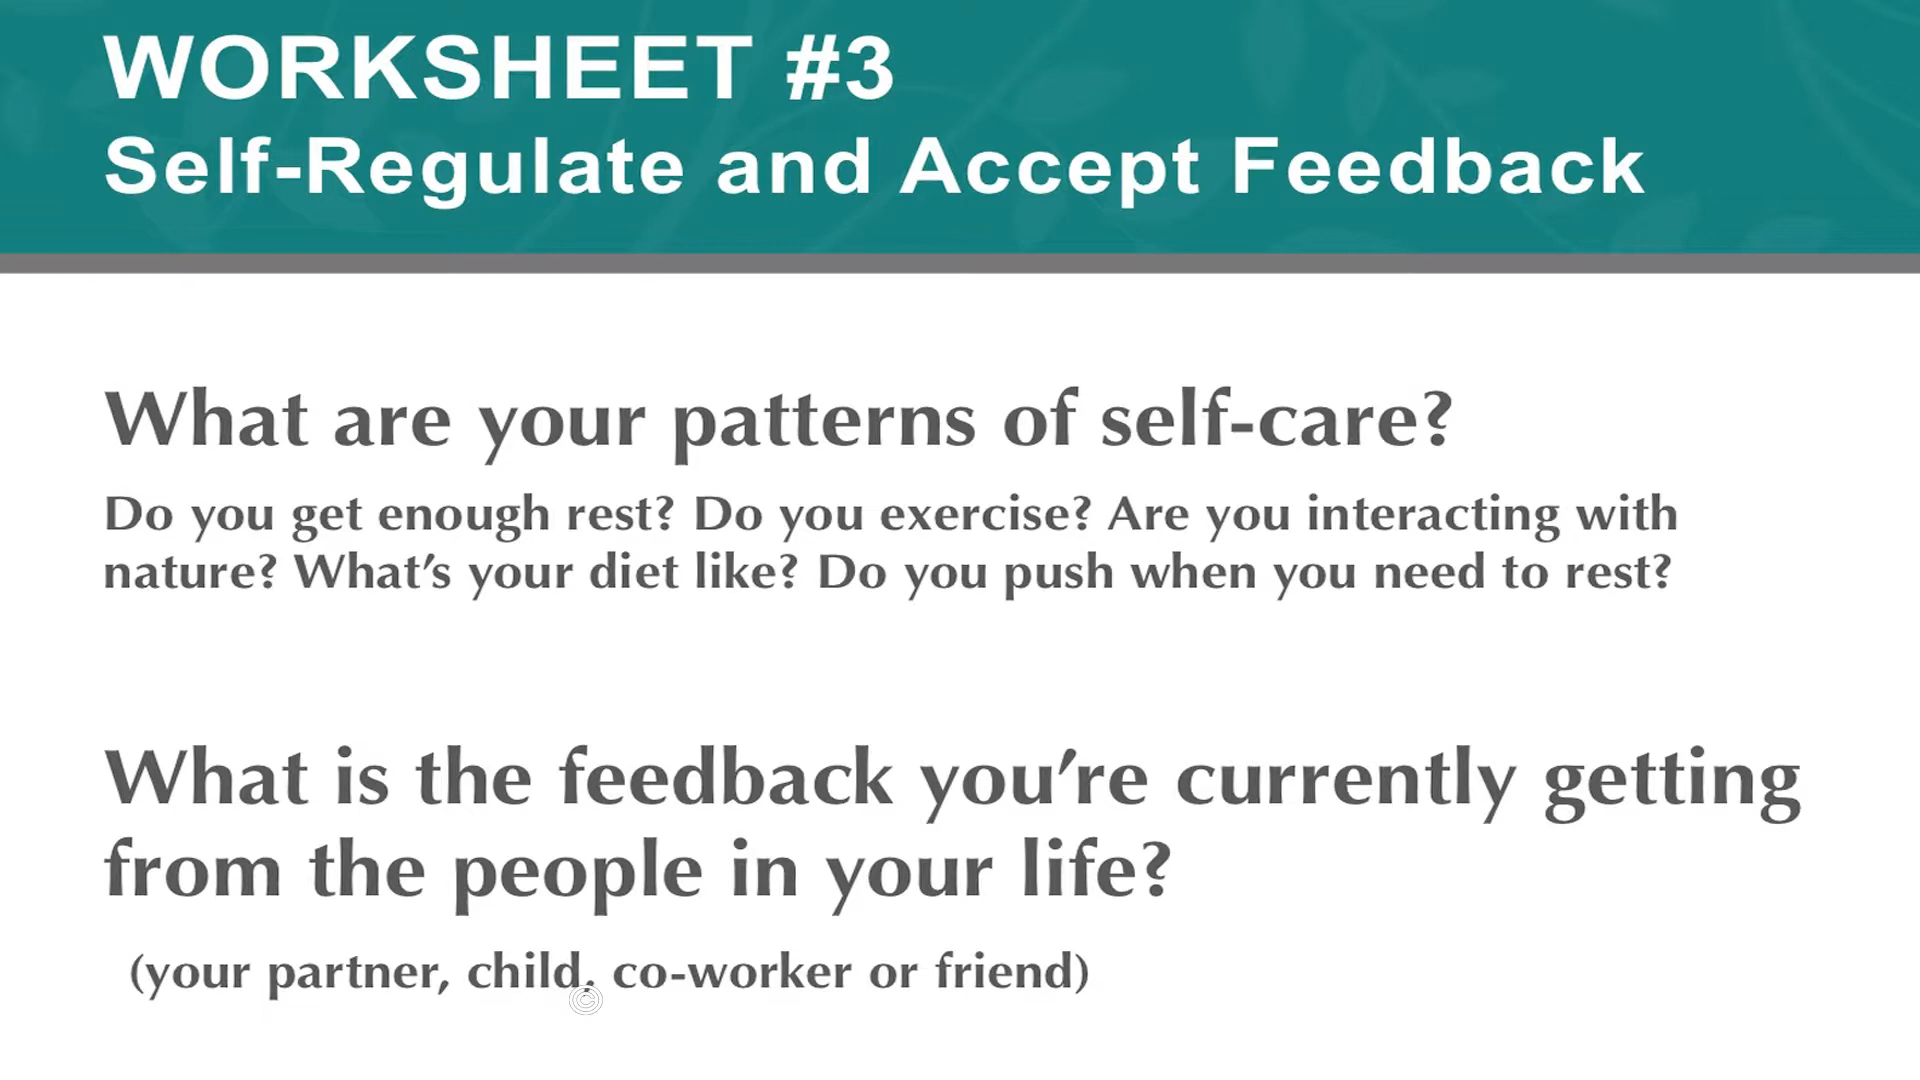 WORKSHEET #3
Self-Regulate and Accept Feedback
What are your patterns of self-care?
Do you get enough rest? Do you exercise? Are you interacting with
nature? What’s your diet like? Do you push when you need to rest?
What is the feedback you’re currently getting
from the people in your life?
(your partner, child, co-worker or friend)
©